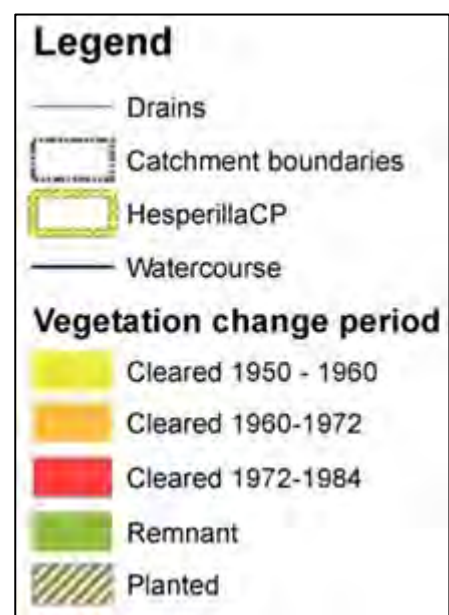 Legend
Drains
Catchment boundaries
HesperillaCP
Watercourse
Vegetation change period
Cleared 1950 - 1960
Cleared 1960-1972
Cleared 1972-1984
Remnant
Planted